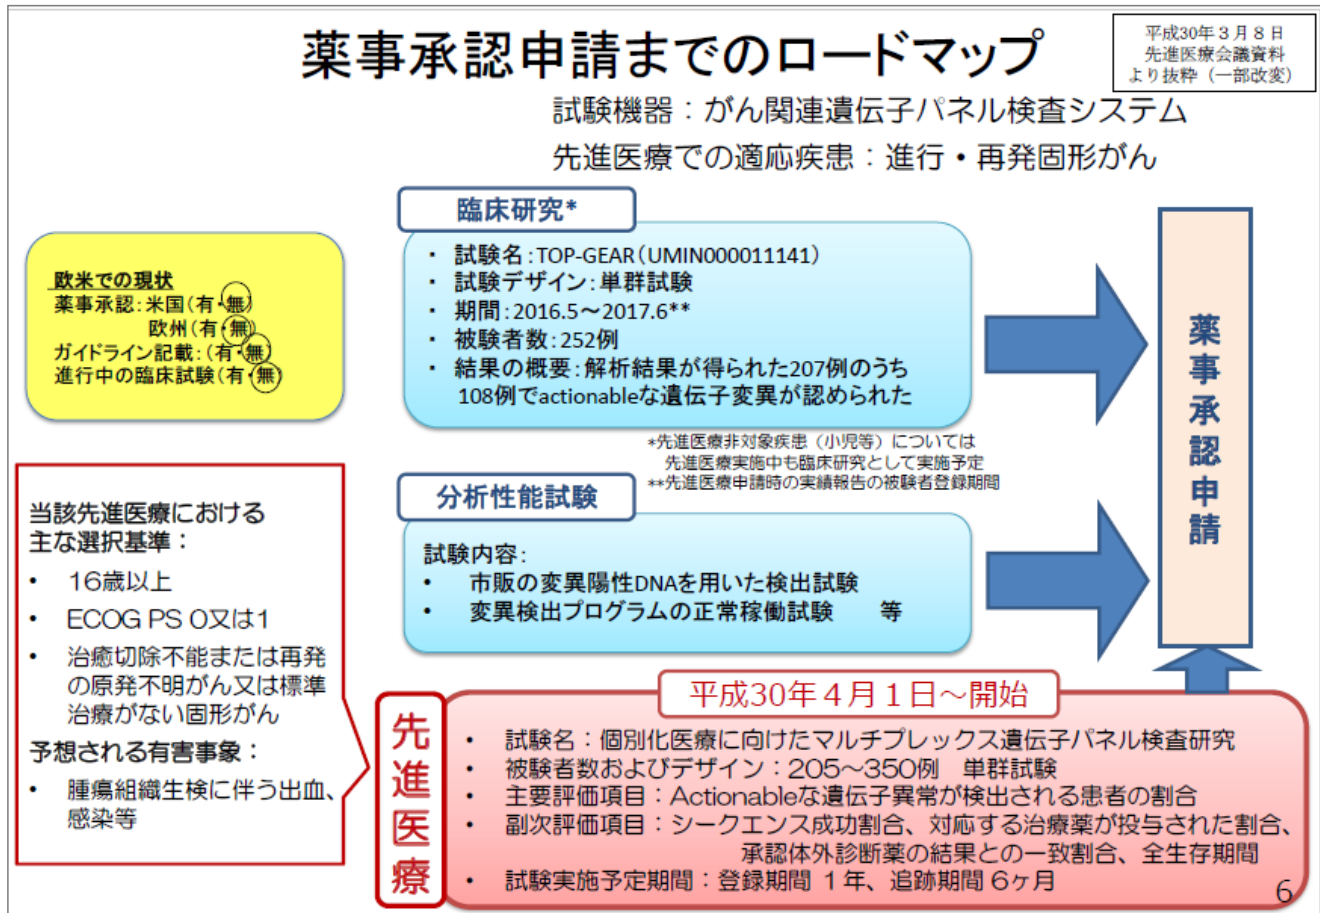 薬事承認申請までのロードマップ
平成30年３月８日
先進医療会議資料
より抜粋（一部改変）
試験機器：がん関連遺伝子パネル検査システム
先進医療での適応疾患：進行・再発固形がん
欧米での現状
薬事承認：米国（有・無）
欧州（有・無）
ガイドライン記載：（有・無）
進行中の臨床試験（有・無）
臨床研究*
・ 試験名：TOP-GEAR（UMIN000011141）
・ 試験デザイン：単群試験
・ 期間：2016.5～2017.6**
・ 被験者数：252例
・ 結果の概要：解析結果が得られた207例のうち
108例でactionableな遺伝子変異が認められた
*先進医療非対象疾患（小児等）については
先進医療実施中も臨床研究として実施予定
**先進医療申請時の実績報告の被験者登録期間
分析性能試験
試験内容：
• 市販の変異陽性DNAを用いた検出試験
• 変異検出プログラムの正常稼働試験　等
薬事承認申請
当該先進医療における
主な選択基準：
• 16歳以上
• ECOG PS 0又は1
• 治癒切除不能または再発
の原発不明がん又は標準
治療がない固形がん
予想される有害事象：
• 腫瘍組織生検に伴う出血、
感染等
先進医療
平成30年４月１日～開始
• 試験名：個別化医療に向けたマルチプレックス遺伝子パネル検査研究
• 被験者数およびデザイン：205～350例　単群試験
• 主要評価項目：Actionableな遺伝子異常が検出される患者の割合
• 副次評価項目：シークエンス成功割合、対応する治療薬が投与された割合、
承認体外診断薬の結果との一致割合、全生存期間
• 試験実施予定期間：登録期間 1年、追跡期間 6ヶ月
6